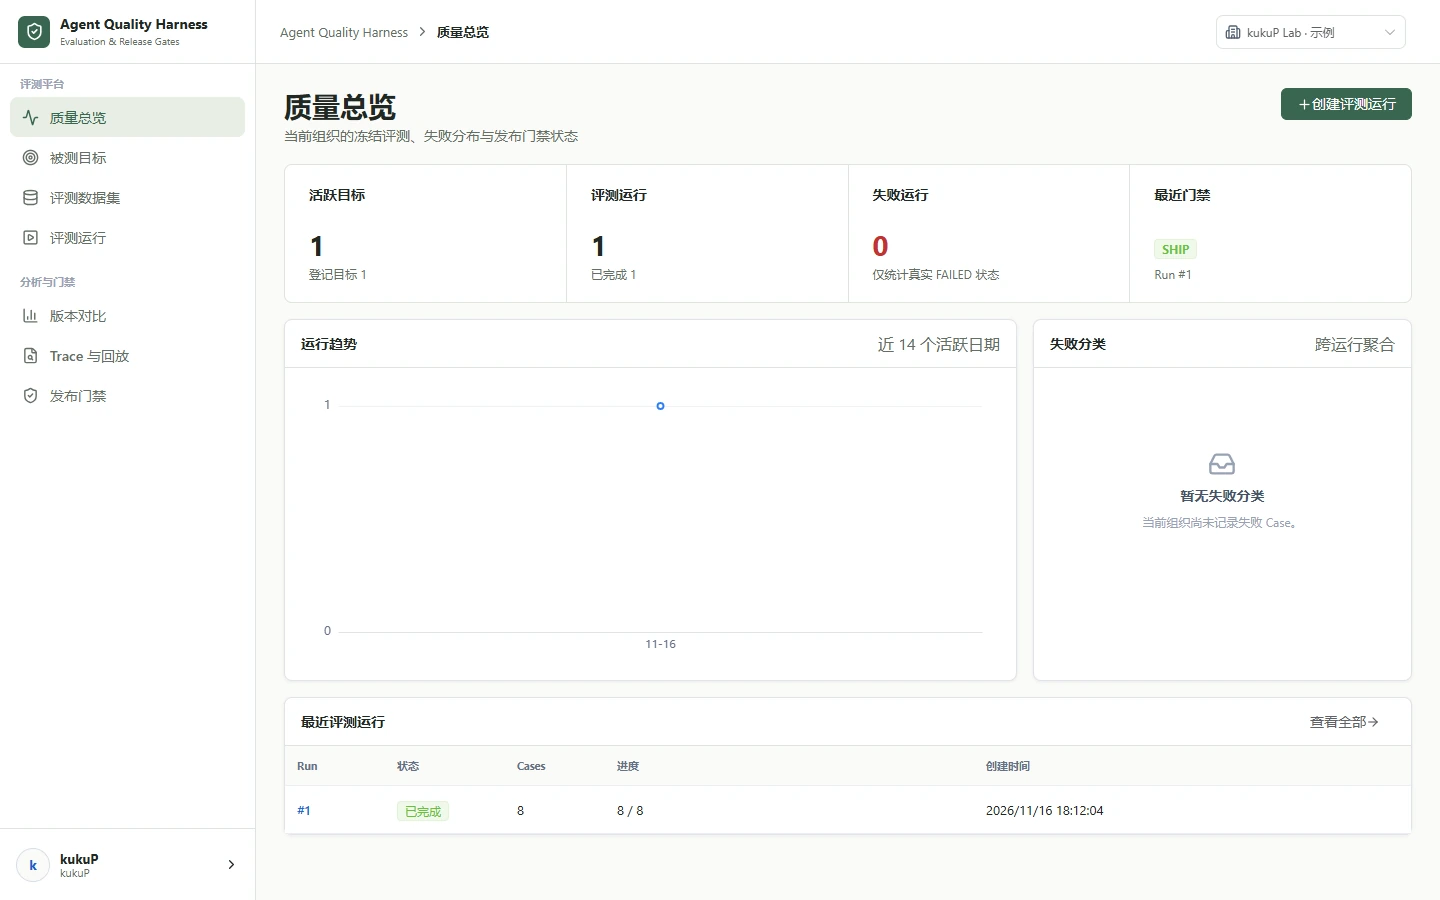 Agent Quality Harness
Evaluation & Release Gates
评测平台
质量总览
被测目标
评测数据集
评测运行
分析与门禁
版本对比
Trace 与回放
发布门禁
k
kukuP
kukuP
Agent Quality Harness > 质量总览
kukuP Lab · 示例
质量总览
当前组织的冻结评测、失败分布与发布门禁状态
+创建评测运行
活跃目标
1
登记目标 1
评测运行
1
已完成 1
失败运行
0
仅统计真实 FAILED 状态
最近门禁
SHIP
Run #1
运行趋势
近 14 个活跃日期
1
0
11-16
失败分类
跨运行聚合
暂无失败分类
当前组织尚未记录失败 Case。
最近评测运行
查看全部→
Run 状态 Cases 进度 创建时间
#1 已完成 8 8 / 8 2026/11/16 18:12:04